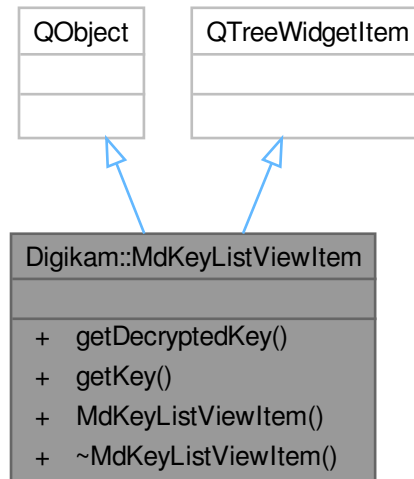 QObject
QTreeWidgetItem
Digikam::MdKeyListViewItem
+ getDecryptedKey()
+ getKey()
+ MdKeyListViewItem()
+ ~MdKeyListViewItem()